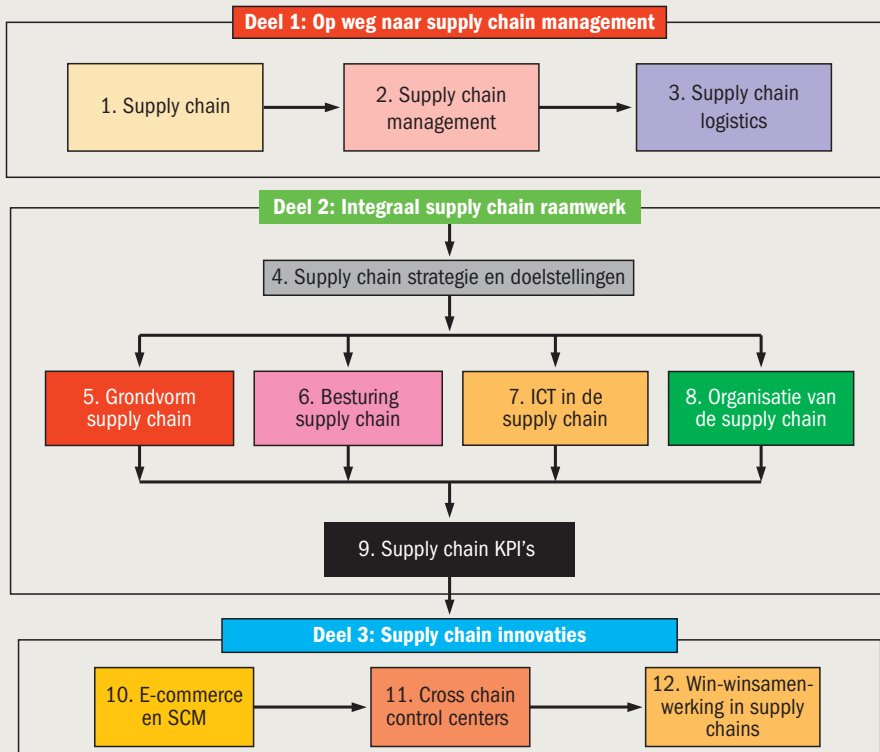 Deel 1: Op weg naar supply chain management
1. Supply chain
2. Supply chain
management
3. Supply chain
logistics
Deel 2: Integraal supply chain raamwerk
4. Supply chain strategie en doelstellingen
5. Grondvorm
supply chain
6. Besturing
supply chain
7. ICT in de
supply chain
8. Organisatie van
de supply chain
9. Supply chain KPI's
Deel 3: Supply chain innovaties
10. E-commerce
en SCM
11. Cross chain
control centers
12. Win-winsamen-
werking in supply
chains